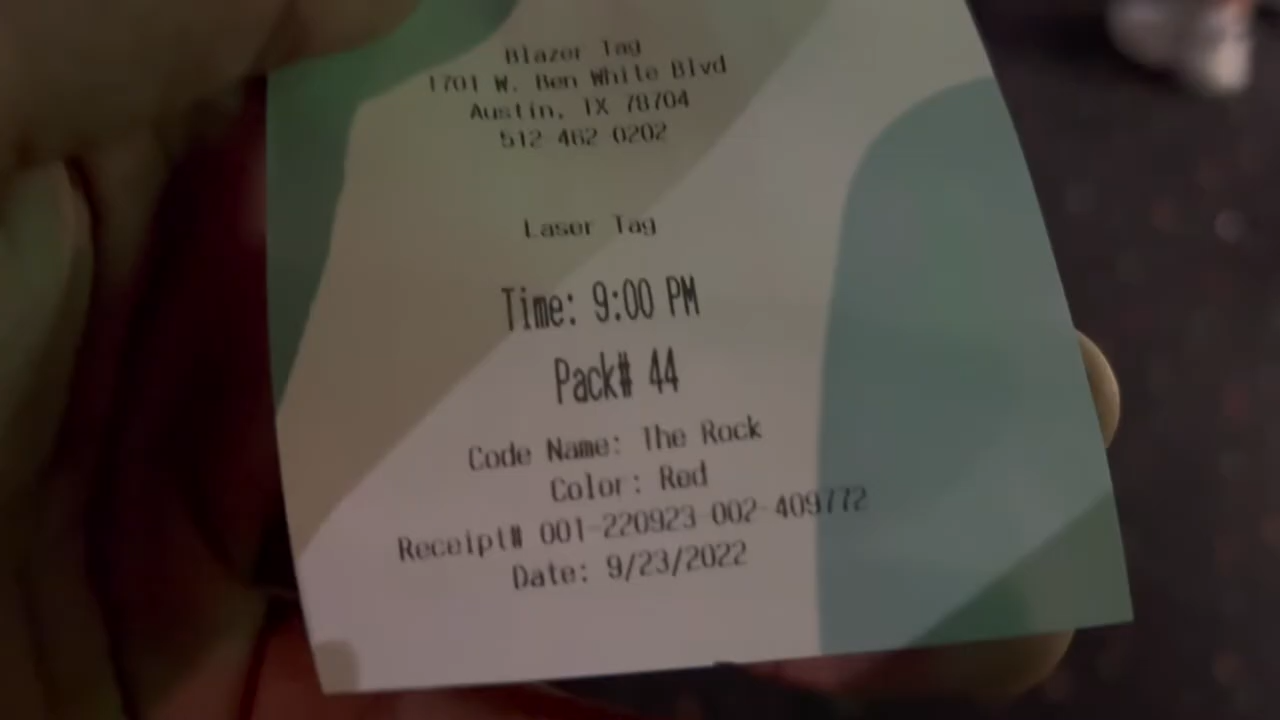 Blazer Tag
1701 W. Ben White Blvd
Austin, TX 78704
512-462-0202
Laser Tag
Time: 9:00 PM
Pack# 44
Code Name: The Rock
Color: Red
Receipt# 001-220923-002-409772
Date: 9/23/2022